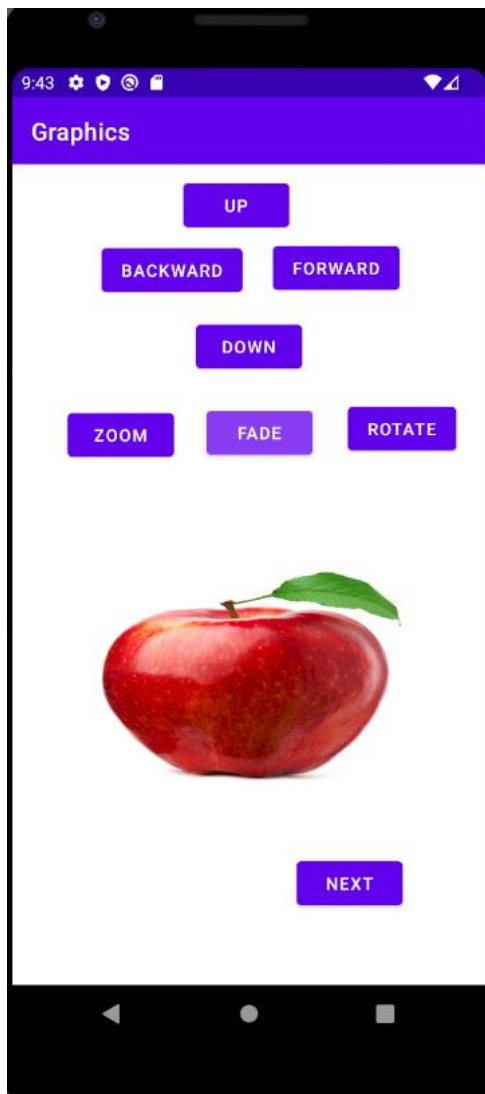 9:43
Graphics
UP
BACKWARD FORWARD
DOWN
ZOOM FADE ROTATE
NEXT